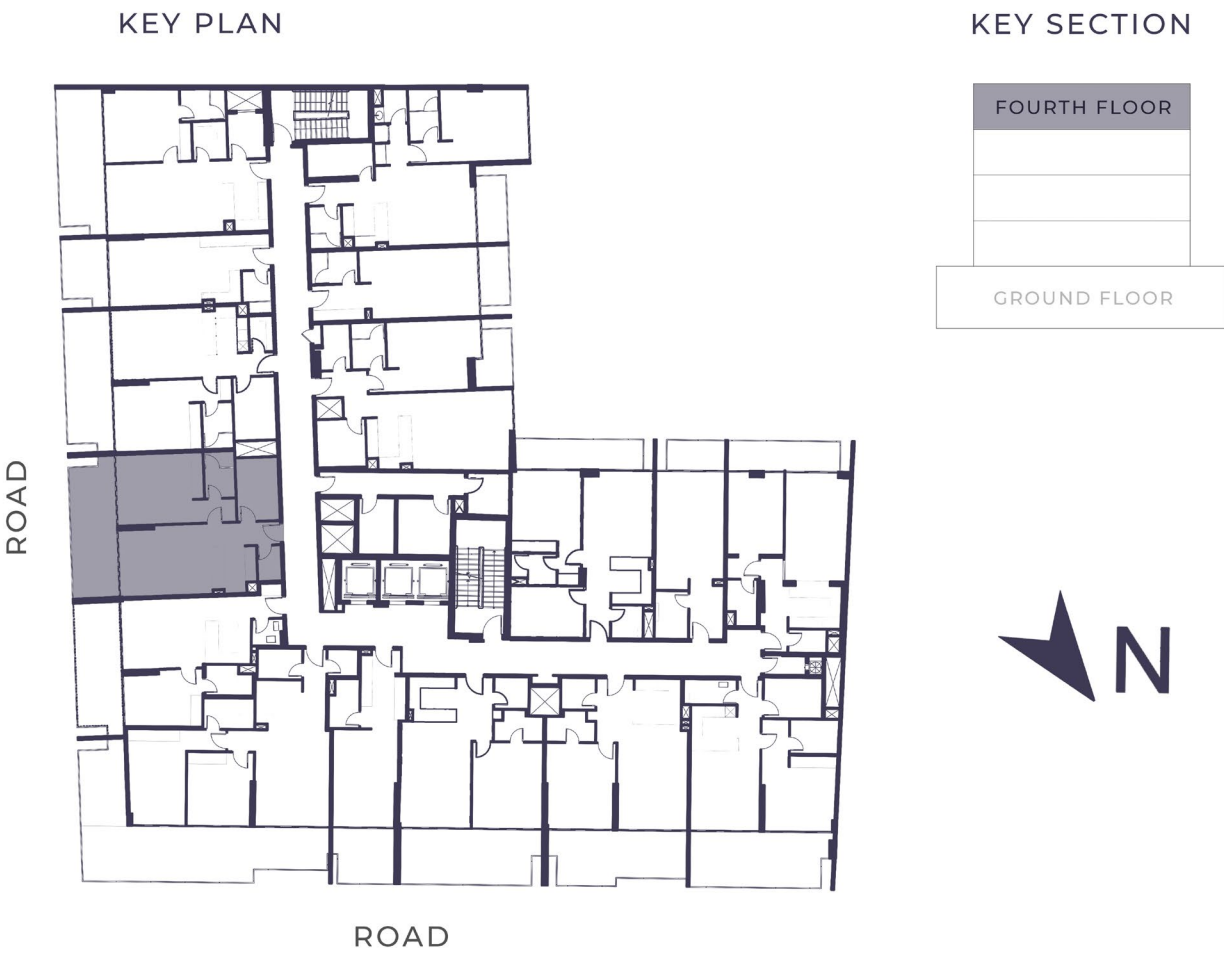 KEY PLAN
KEY SECTION
FOURTH FLOOR
GROUND FLOOR
ROAD
N
ROAD